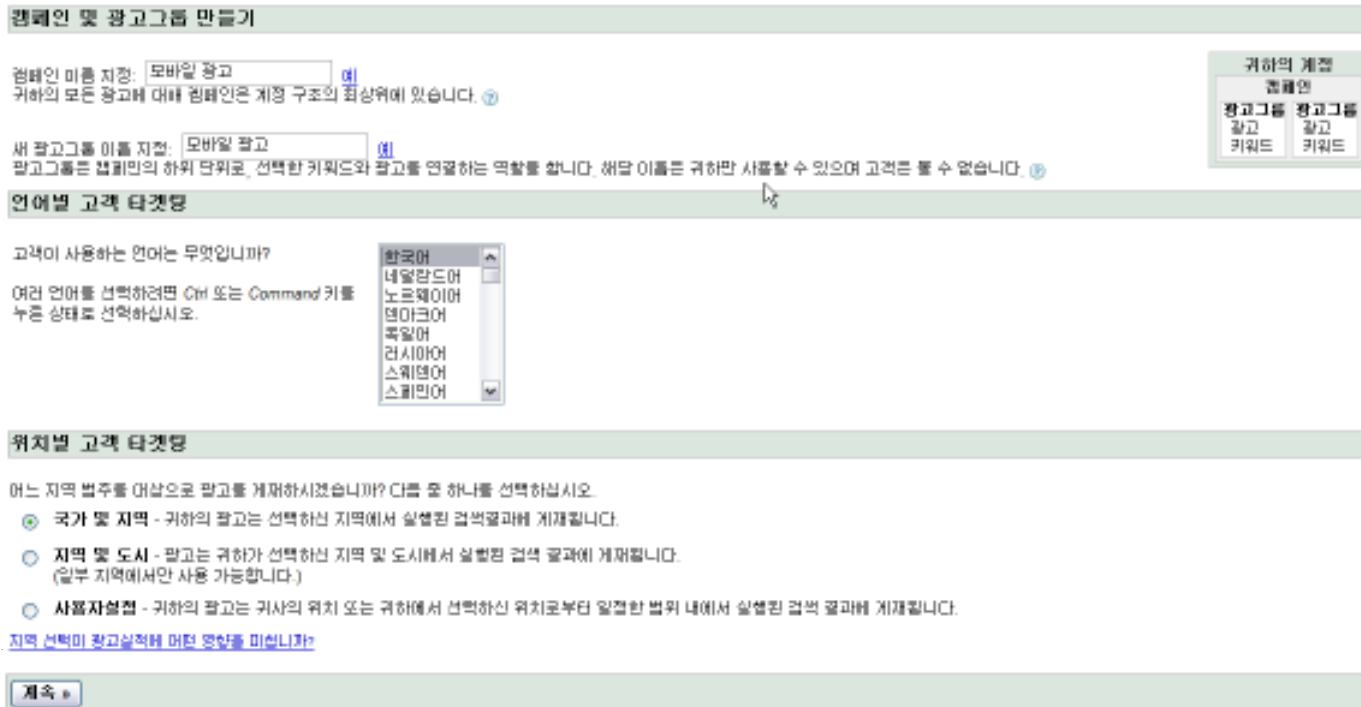 캠페인 및 광고그룹 만들기
캠페인 이름 지정: 모바일 광고 예
귀하의 모든 광고에 대해 캠페인은 계정 구조의 최상위에 있습니다.
귀하의 계정
캠페인
광고그룹 광고그룹
광고 광고
키워드 키워드
새 광고그룹 이름 지정: 모바일 광고 예
광고그룹은 캠페인의 하위 단위로, 선택한 키워드와 광고를 연결하는 역할을 합니다. 해당 이름은 귀하만 사용할 수 있으며 고객은 볼 수 없습니다.
언어별 고객 타겟팅
고객이 사용하는 언어는 무엇입니까?
여러 언어를 선택하려면 Ctrl 또는 Command 키를
누른 상태로 선택하십시오.
한국어
네덜란드어
노르웨이어
덴마크어
독일어
러시아어
스웨덴어
스페인어
위치별 고객 타겟팅
어느 지역 범주를 대상으로 광고를 게재하시겠습니까? 다음 중 하나를 선택하십시오.
국가 및 지역 - 귀하의 광고는 선택하신 지역에서 실행된 검색결과에 게재됩니다.
지역 및 도시 - 광고는 귀하가 선택하신 지역 및 도시에서 실행된 검색 결과에 게재됩니다.
(일부 지역에서만 사용 가능합니다.)
사용자설정 - 귀하의 광고는 귀사의 위치 또는 귀하에서 선택하신 위치로부터 일정한 범위 내에서 실행된 검색 결과에 게재됩니다.
지역 선택이 광고실적에 어떤 영향을 미칩니까?
계속 »